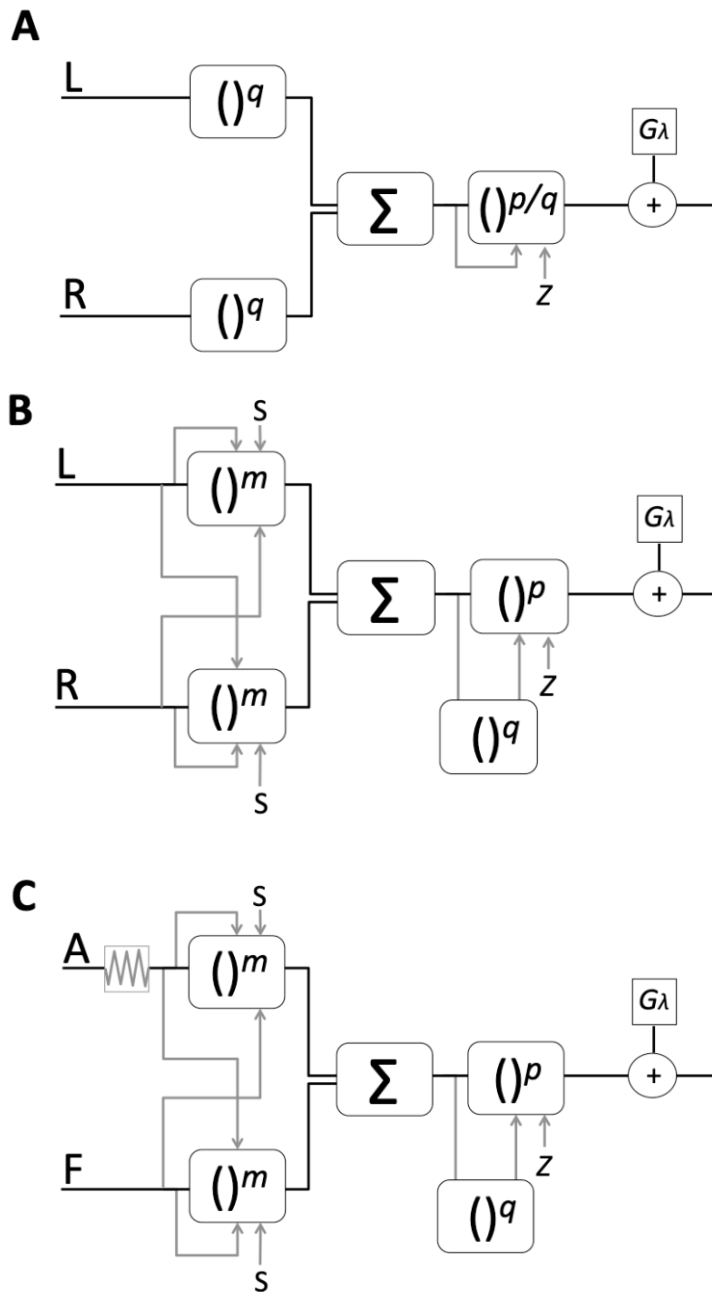 A
L
()q
Gλ
Σ
()p/q
+
R
()q
Z
B
S
L
()m
Gλ
Σ
()p
+
R
()m
Z
()q
S
C
S
A
()m
Gλ
Σ
()p
+
F
()m
Z
()q
S